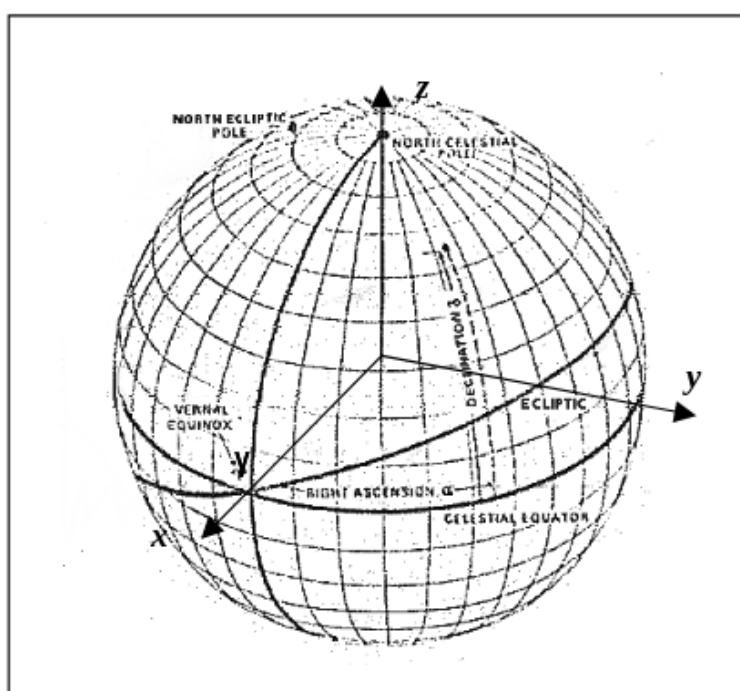 z
NORTH ECLIPTIC
POLE
NORTH CELESTIAL
POLE
DECLINATION δ
y
ECLIPTIC
VERNAL
EQUINOX
γ
RIGHT ASCENSION α
CELESTIAL EQUATOR
x